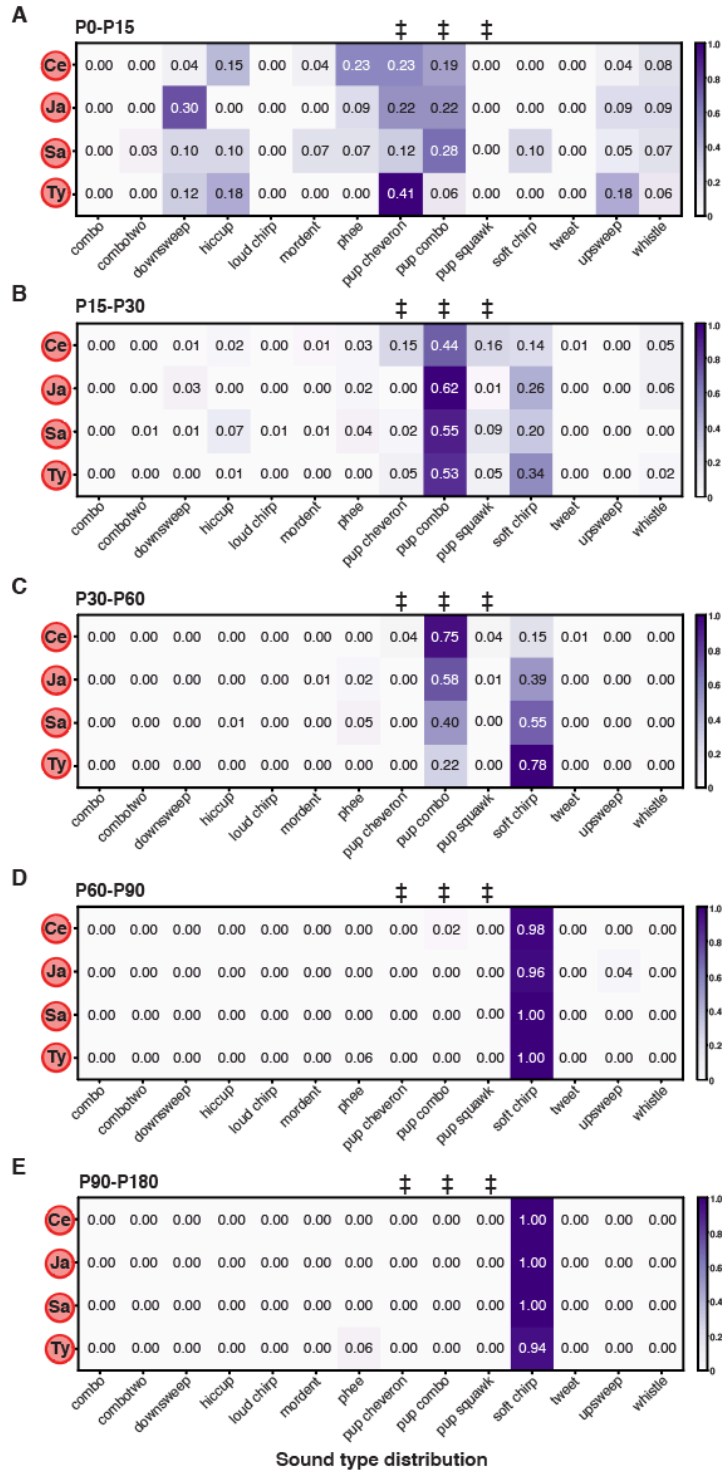 A
P0-P15
‡ ‡ ‡
Ce 0.00 0.00 0.04 0.15 0.00 0.04 0.23 0.23 0.19 0.00 0.00 0.00 0.04 0.08
Ja 0.00 0.00 0.30 0.00 0.00 0.00 0.09 0.22 0.22 0.00 0.00 0.00 0.09 0.09
Sa 0.00 0.03 0.10 0.10 0.00 0.07 0.07 0.12 0.28 0.00 0.10 0.00 0.05 0.07
Ty 0.00 0.00 0.12 0.18 0.00 0.00 0.00 0.41 0.06 0.00 0.00 0.00 0.18 0.06
1.0
0.8
0.6
0.4
0.2
0
combo combotwo downsweep hiccup loud chirp mordent phee pup cheveron pup combo pup squawk soft chirp tweet upsweep whistle
B
P15-P30
‡ ‡ ‡
Ce 0.00 0.00 0.01 0.02 0.00 0.01 0.03 0.15 0.44 0.16 0.14 0.01 0.00 0.05
Ja 0.00 0.00 0.03 0.00 0.00 0.00 0.02 0.00 0.62 0.01 0.26 0.00 0.00 0.06
Sa 0.00 0.01 0.01 0.07 0.01 0.01 0.04 0.02 0.55 0.09 0.20 0.00 0.00 0.00
Ty 0.00 0.00 0.00 0.01 0.00 0.00 0.00 0.05 0.53 0.05 0.34 0.00 0.00 0.02
1.0
0.8
0.6
0.4
0.2
0
combo combotwo downsweep hiccup loud chirp mordent phee pup cheveron pup combo pup squawk soft chirp tweet upsweep whistle
C
P30-P60
‡ ‡ ‡
Ce 0.00 0.00 0.00 0.00 0.00 0.00 0.00 0.04 0.75 0.04 0.15 0.01 0.00 0.00
Ja 0.00 0.00 0.00 0.00 0.00 0.01 0.02 0.00 0.58 0.01 0.39 0.00 0.00 0.00
Sa 0.00 0.00 0.00 0.01 0.00 0.00 0.05 0.00 0.40 0.00 0.55 0.00 0.00 0.00
Ty 0.00 0.00 0.00 0.00 0.00 0.00 0.00 0.00 0.22 0.00 0.78 0.00 0.00 0.00
1.0
0.8
0.6
0.4
0.2
0
combo combotwo downsweep hiccup loud chirp mordent phee pup cheveron pup combo pup squawk soft chirp tweet upsweep whistle
D
P60-P90
‡ ‡ ‡
Ce 0.00 0.00 0.00 0.00 0.00 0.00 0.00 0.00 0.02 0.00 0.98 0.00 0.00 0.00
Ja 0.00 0.00 0.00 0.00 0.00 0.00 0.00 0.00 0.00 0.00 0.96 0.00 0.04 0.00
Sa 0.00 0.00 0.00 0.00 0.00 0.00 0.00 0.00 0.00 0.00 1.00 0.00 0.00 0.00
Ty 0.00 0.00 0.00 0.00 0.00 0.00 0.06 0.00 0.00 0.00 1.00 0.00 0.00 0.00
1.0
0.8
0.6
0.4
0.2
0
combo combotwo downsweep hiccup loud chirp mordent phee pup cheveron pup combo pup squawk soft chirp tweet upsweep whistle
E
P90-P180
‡ ‡ ‡
Ce 0.00 0.00 0.00 0.00 0.00 0.00 0.00 0.00 0.00 0.00 1.00 0.00 0.00 0.00
Ja 0.00 0.00 0.00 0.00 0.00 0.00 0.00 0.00 0.00 0.00 1.00 0.00 0.00 0.00
Sa 0.00 0.00 0.00 0.00 0.00 0.00 0.00 0.00 0.00 0.00 1.00 0.00 0.00 0.00
Ty 0.00 0.00 0.00 0.00 0.00 0.00 0.06 0.00 0.00 0.00 0.94 0.00 0.00 0.00
1.0
0.8
0.6
0.4
0.2
0
combo combotwo downsweep hiccup loud chirp mordent phee pup cheveron pup combo pup squawk soft chirp tweet upsweep whistle
Sound type distribution